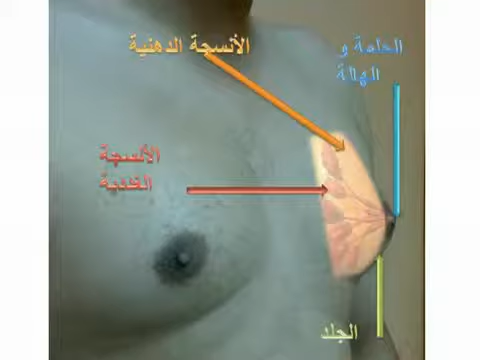 الأنسجة الدهنية
الحلمة و
الهالة
الأنسجة
الغدية
الجلد